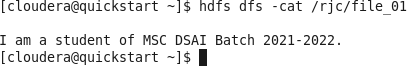 [cloudera@quickstart ~]$ hdfs dfs -cat /rjc/file_01
I am a student of MSC DSAI Batch 2021-2022.
[cloudera@quickstart ~]$